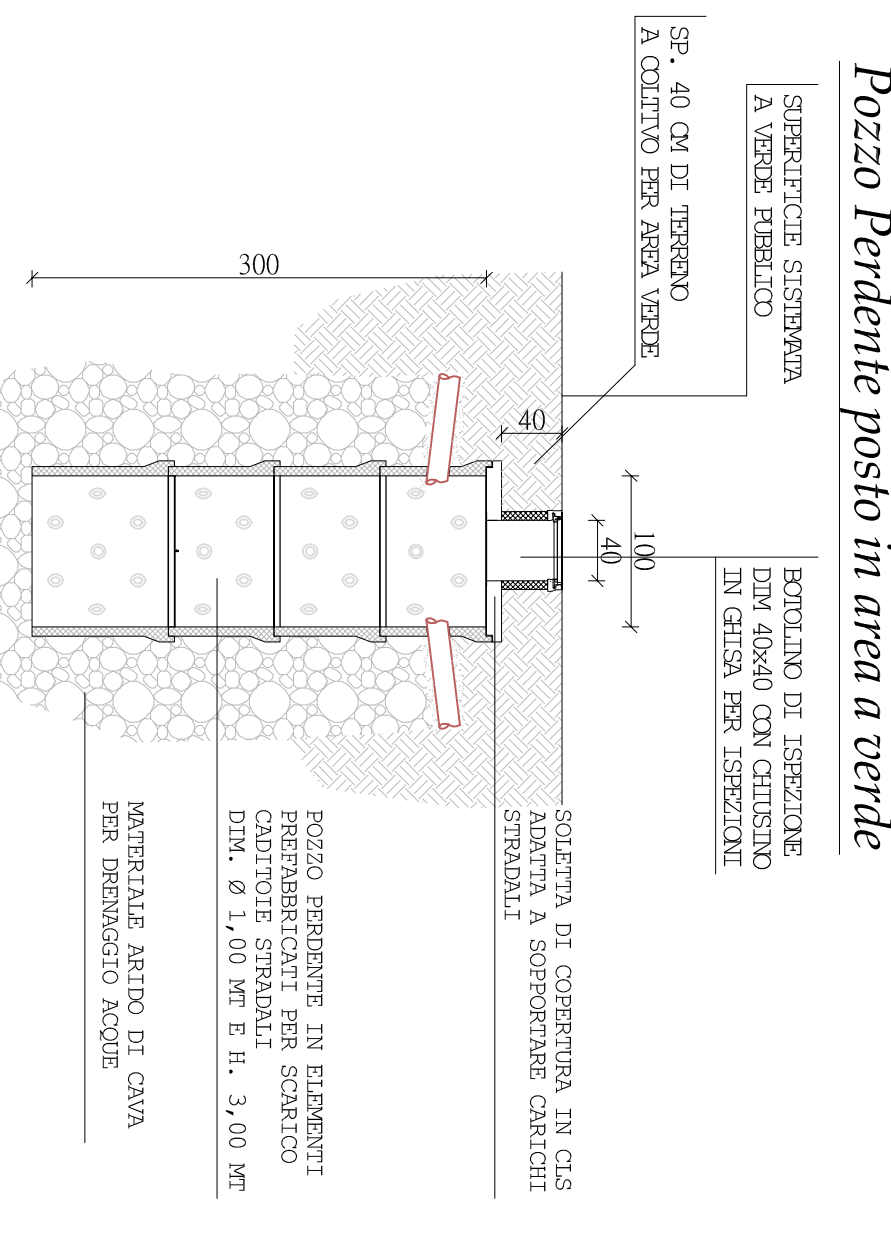 Pozzo Perdente posto in area a verde
SUPERIFICIE SISTEMATA
A VERDE PUBBLICO
SP. 40 CM DI TERRENO
A COLTIVO PER AREA VERDE
BOTOLINO DI ISPEZIONE
DIM 40x40 CON CHIUSINO
IN GHISA PER ISPEZIONI
100
40
40
300
SOLETTA DI COPERTURA IN CLS
ADATTA A SOPPORTARE CARICHI
STRADALI
POZZO PERDENTE IN ELEMENTI
PREFABBRICATI PER SCARICO
CADITOIE STRADALI
DIM. Ø 1,00 MT E H. 3,00 MT
MATERIALE ARIDO DI CAVA
PER DRENAGGIO ACQUE